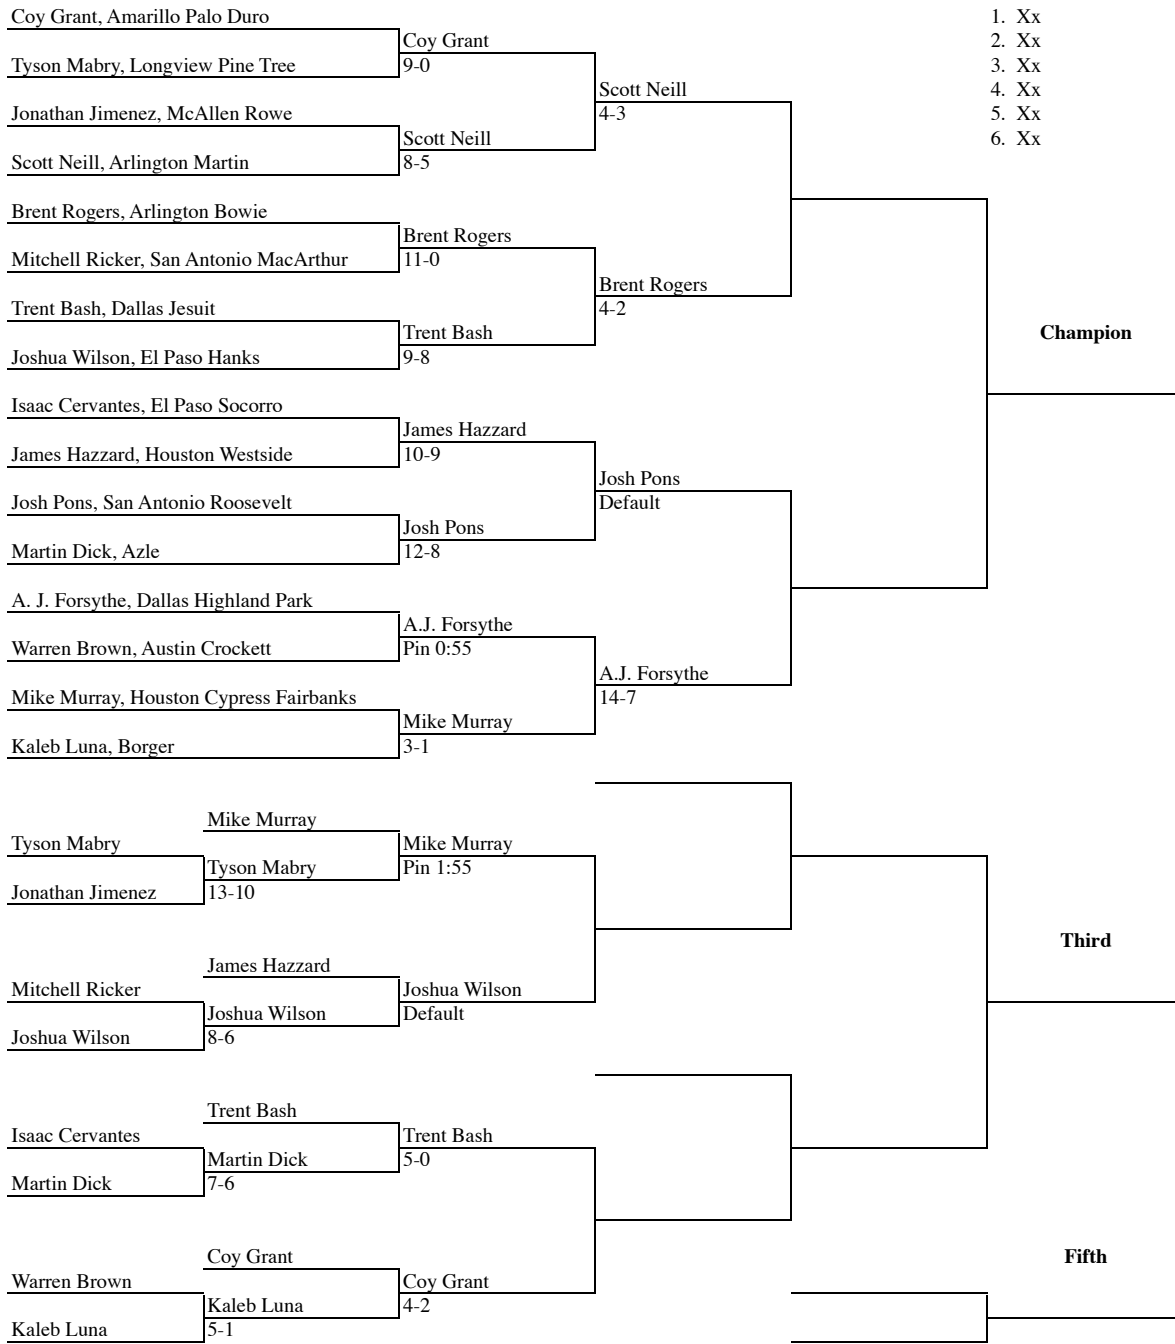 Coy Grant, Amarillo Palo Duro
1. Xx
Coy Grant
2. Xx
Tyson Mabry, Longview Pine Tree
9-0
3. Xx
Scott Neill
4. Xx
Jonathan Jimenez, McAllen Rowe
4-3
5. Xx
Scott Neill
6. Xx
Scott Neill, Arlington Martin
8-5
Brent Rogers, Arlington Bowie
Brent Rogers
Mitchell Ricker, San Antonio MacArthur
11-0
Brent Rogers
Trent Bash, Dallas Jesuit
4-2
Trent Bash
Champion
Joshua Wilson, El Paso Hanks
9-8
Isaac Cervantes, El Paso Socorro
James Hazzard
James Hazzard, Houston Westside
10-9
Josh Pons
Josh Pons, San Antonio Roosevelt
Default
Josh Pons
Martin Dick, Azle
12-8
A. J. Forsythe, Dallas Highland Park
A.J. Forsythe
Warren Brown, Austin Crockett
Pin 0:55
A.J. Forsythe
Mike Murray, Houston Cypress Fairbanks
14-7
Mike Murray
Kaleb Luna, Borger
3-1
Mike Murray
Tyson Mabry
Mike Murray
Tyson Mabry
Pin 1:55
Jonathan Jimenez
13-10
Third
James Hazzard
Mitchell Ricker
Joshua Wilson
Joshua Wilson
Default
Joshua Wilson
8-6
Trent Bash
Isaac Cervantes
Trent Bash
Martin Dick
5-0
Martin Dick
7-6
Coy Grant
Fifth
Warren Brown
Coy Grant
Kaleb Luna
4-2
Kaleb Luna
5-1